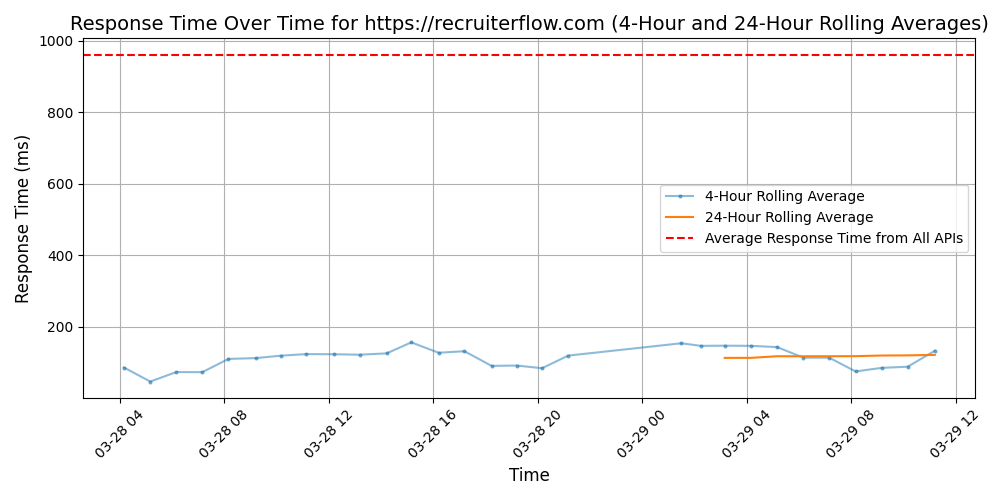 Response Time Over Time for https://recruiterflow.com (4-Hour and 24-Hour Rolling Averages)
Response Time (ms)
1000
800
600
400
200
4-Hour Rolling Average
24-Hour Rolling Average
Average Response Time from All APIs
03-28 04
03-28 08
03-28 12
03-28 16
03-28 20
03-29 00
03-29 04
03-29 08
03-29 12
Time